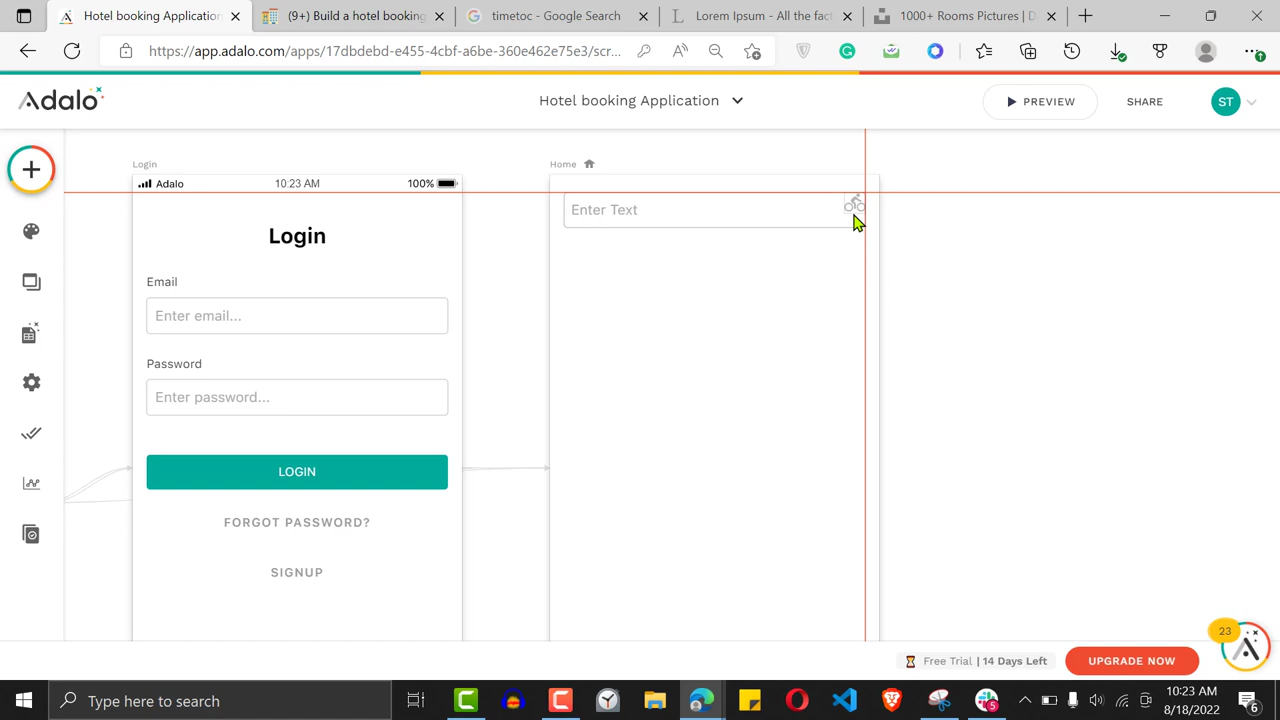 Hotel booking Application
(9+) Build a hotel booking
timetoc - Google Search
Lorem Ipsum - All the fact
1000+ Rooms Pictures | D
https://app.adalo.com/apps/17dbdebd-e455-4cbf-a6be-360e462e75e3/scr...
Adalo
Hotel booking Application
PREVIEW
SHARE
ST
Login
Home
Adalo
10:23 AM
100%
Login
Enter Text
Email
Enter email...
Password
Enter password...
LOGIN
FORGOT PASSWORD?
SIGNUP
23
Free Trial | 14 Days Left
UPGRADE NOW
Type here to search
5
10:23 AM
8/18/2022
6